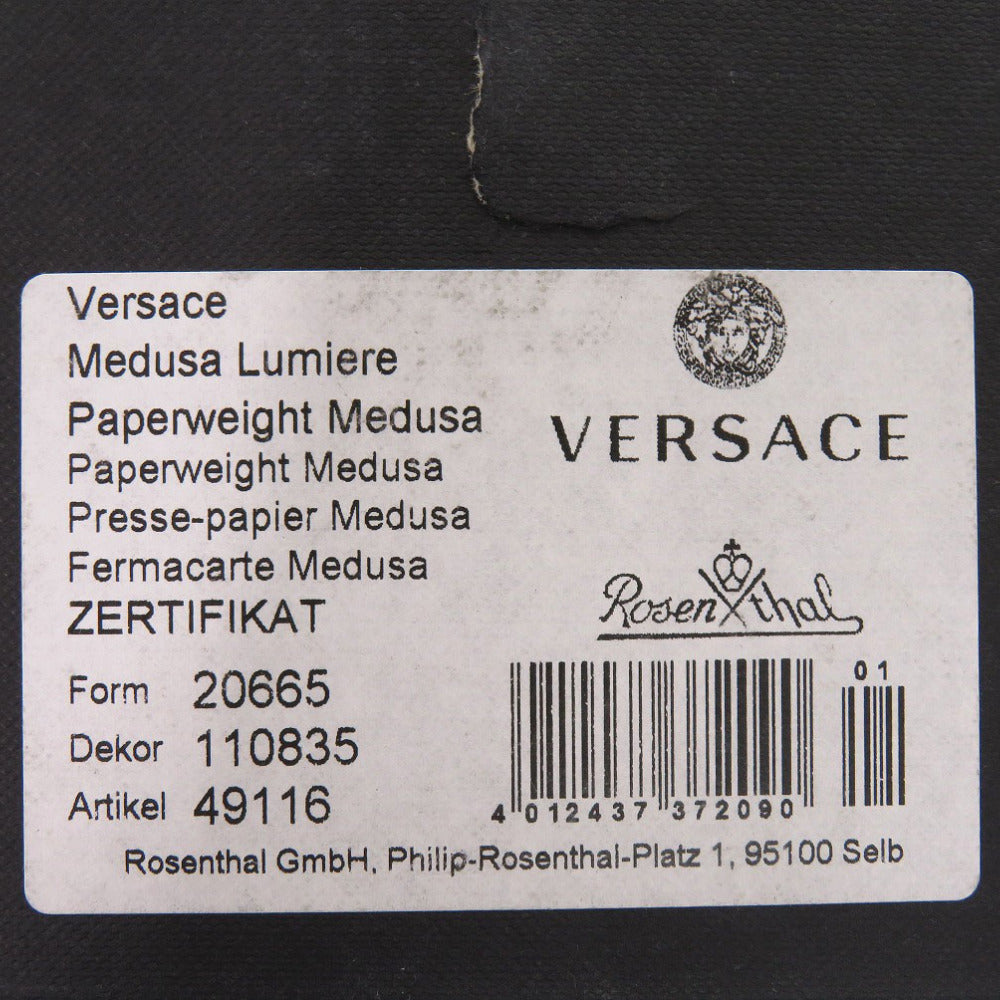 Versace
Medusa Lumiere
Paperweight Medusa
Paperweight Medusa
Presse-papier Medusa
Fermacarte Medusa
ZERTIFIKAT
Form 20665
Dekor 110835
Artikel 49116
VERSACE
Rosenthal
01
4 012437 372090
Rosenthal GmbH, Philip-Rosenthal-Platz 1, 95100 Selb